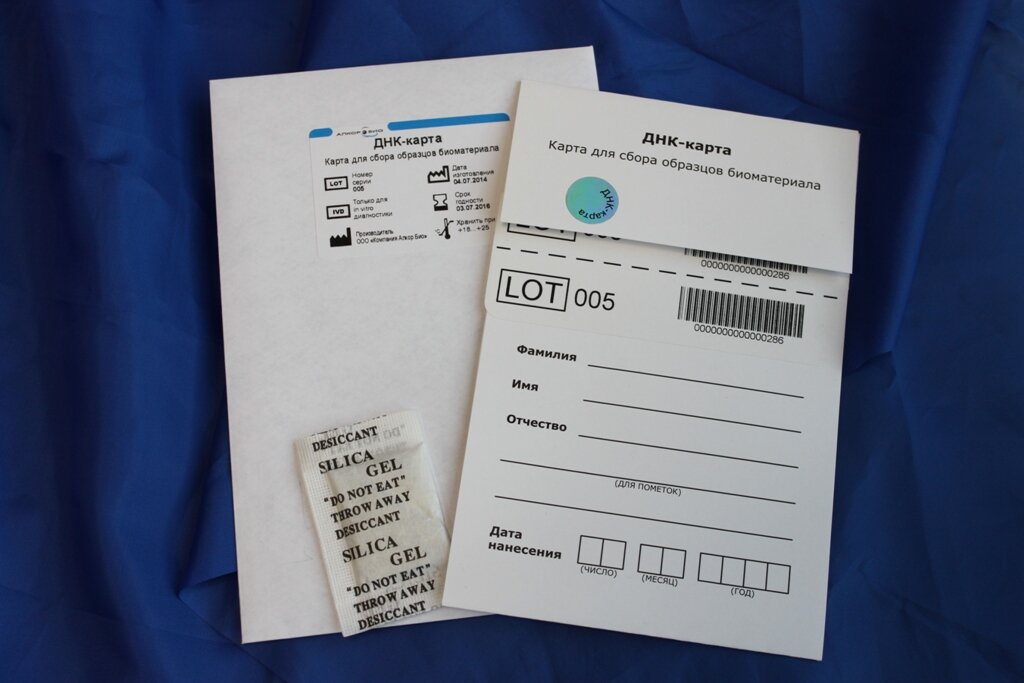 АЛКОР БИО
ДНК-карта
Карта для сбора образцов биоматериала
LOT
Номер
серии
005
Дата
изготовления
04.07.2014
IVD
Только для
in vitro
диагностики
Срок
годности
03.07.2016
Производитель
ООО «Компания Алкор Био»
Хранить при
+18...+25
ДНК-карта
Карта для сбора образцов биоматериала
ДНК-карта
0000000000000286
LOT 005
0000000000000286
Фамилия
Имя
Отчество
(ДЛЯ ПОМЕТОК)
Дата
нанесения
(ЧИСЛО)
(МЕСЯЦ)
(ГОД)
DESICCANT
SILICA
GEL
"DO NOT EAT"
THROW AWAY
DESICCANT
SILICA
GEL
"DO NOT EAT"
THROW AWAY
DESICCANT